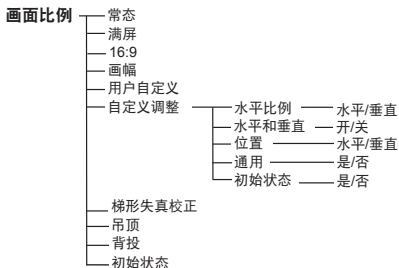 画面比例 常态
满屏
16:9
画幅
用户自定义
自定义调整 水平比例 水平/垂直
水平和垂直 开/关
位置 水平/垂直
通用 是/否
初始状态 是/否
梯形失真校正
吊顶
背投
初始状态